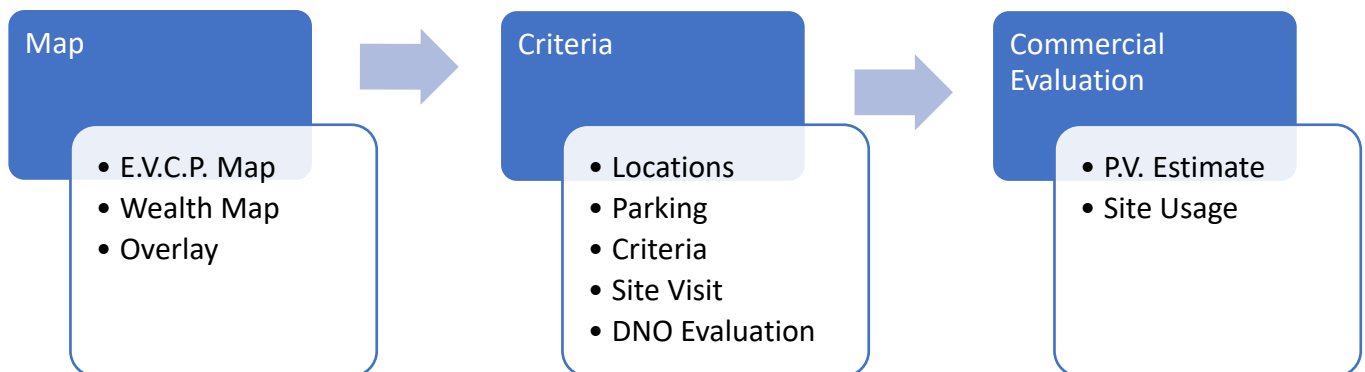 Map
• E.V.C.P. Map
• Wealth Map
• Overlay
Criteria
• Locations
• Parking
• Criteria
• Site Visit
• DNO Evaluation
Commercial
Evaluation
• P.V. Estimate
• Site Usage